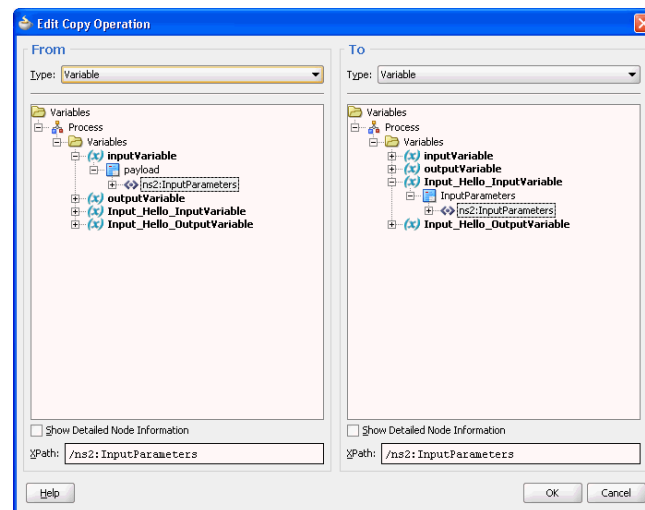 Edit Copy Operation
From
Type: Variable
Variables
Process
Variables
(x) inputVariable
payload
ns2:InputParameters
(x) outputVariable
(x) Input_Hello_InputVariable
(x) Input_Hello_OutputVariable
Show Detailed Node Information
XPath: /ns2:InputParameters
To
Type: Variable
Variables
Process
Variables
(x) inputVariable
(x) outputVariable
(x) Input_Hello_InputVariable
InputParameters
ns2:InputParameters
(x) Input_Hello_OutputVariable
Show Detailed Node Information
XPath: /ns2:InputParameters
Help
OK
Cancel